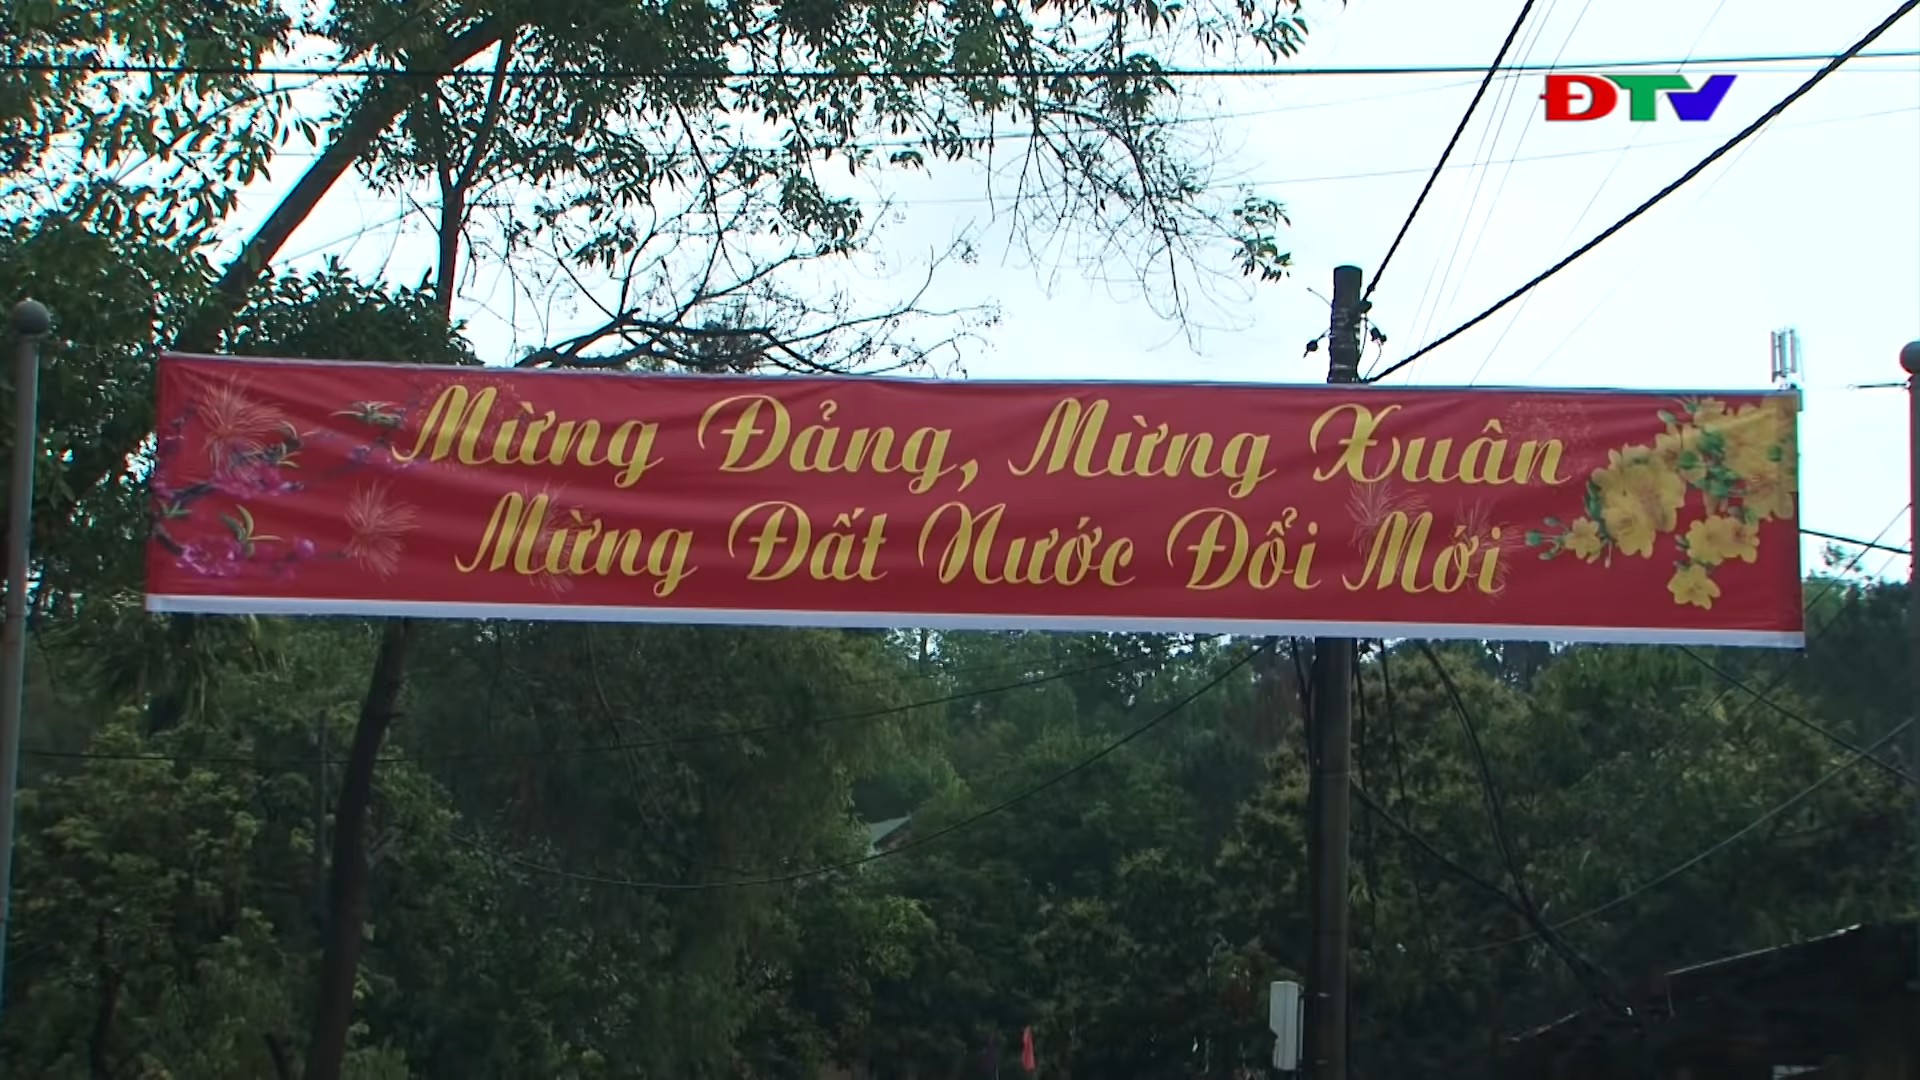 ĐTV
Mừng Đảng, Mừng Xuân
Mừng Đất Nước Đổi Mới